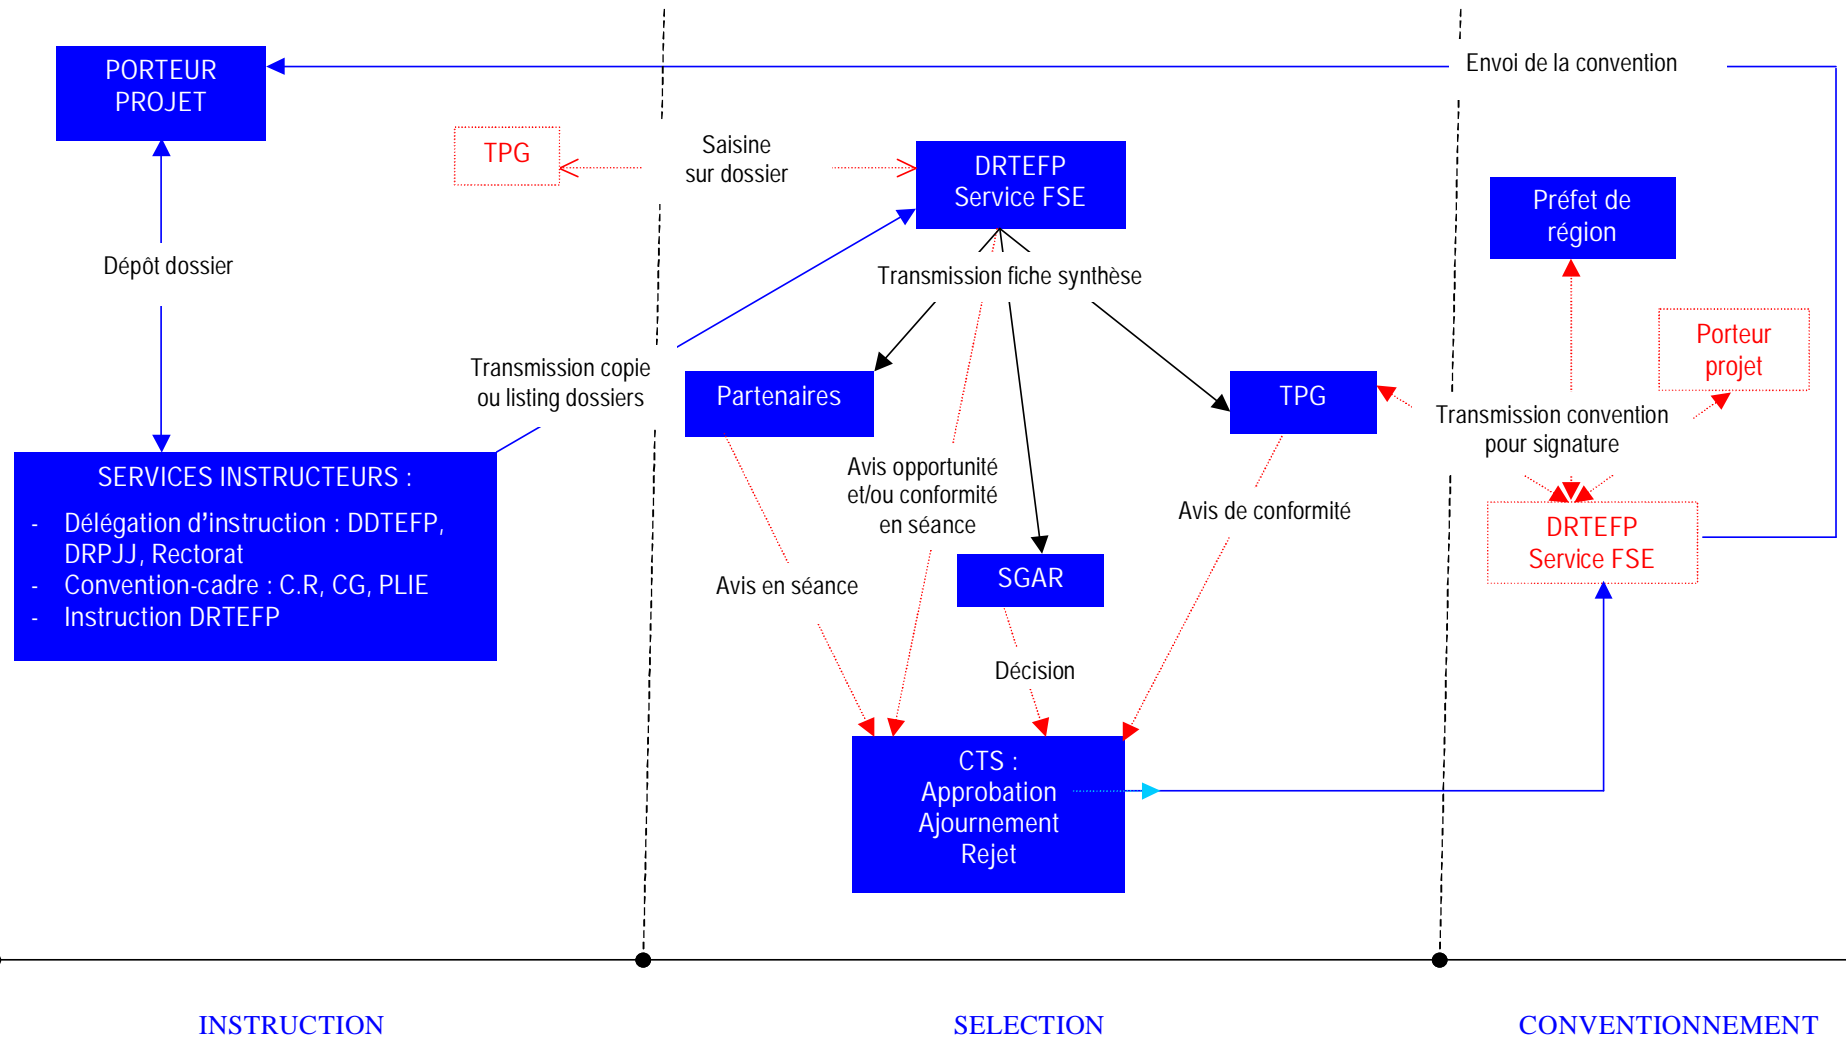 PORTEUR
PROJET
Envoi de la convention
TPG
Saisine
sur dossier
DRTEFP
Service FSE
Préfet de
région
Dépôt dossier
Transmission fiche synthèse
Porteur
projet
Transmission copie
ou listing dossiers
Partenaires
TPG
Transmission convention
pour signature
SERVICES INSTRUCTEURS :
- Délégation d'instruction : DDTEFP,
DRPJJ, Rectorat
- Convention-cadre : C.R, CG, PLIE
- Instruction DRTEFP
Avis opportunité
et/ou conformité
en séance
Avis de conformité
DRTEFP
Service FSE
Avis en séance
SGAR
Décision
CTS :
Approbation
Ajournement
Rejet
INSTRUCTION
SELECTION
CONVENTIONNEMENT